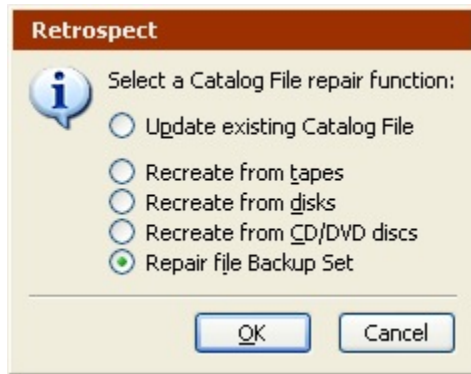 Retrospect
Select a Catalog File repair function:
Update existing Catalog File
Recreate from tapes
Recreate from disks
Recreate from CD/DVD discs
Repair file Backup Set
OK
Cancel